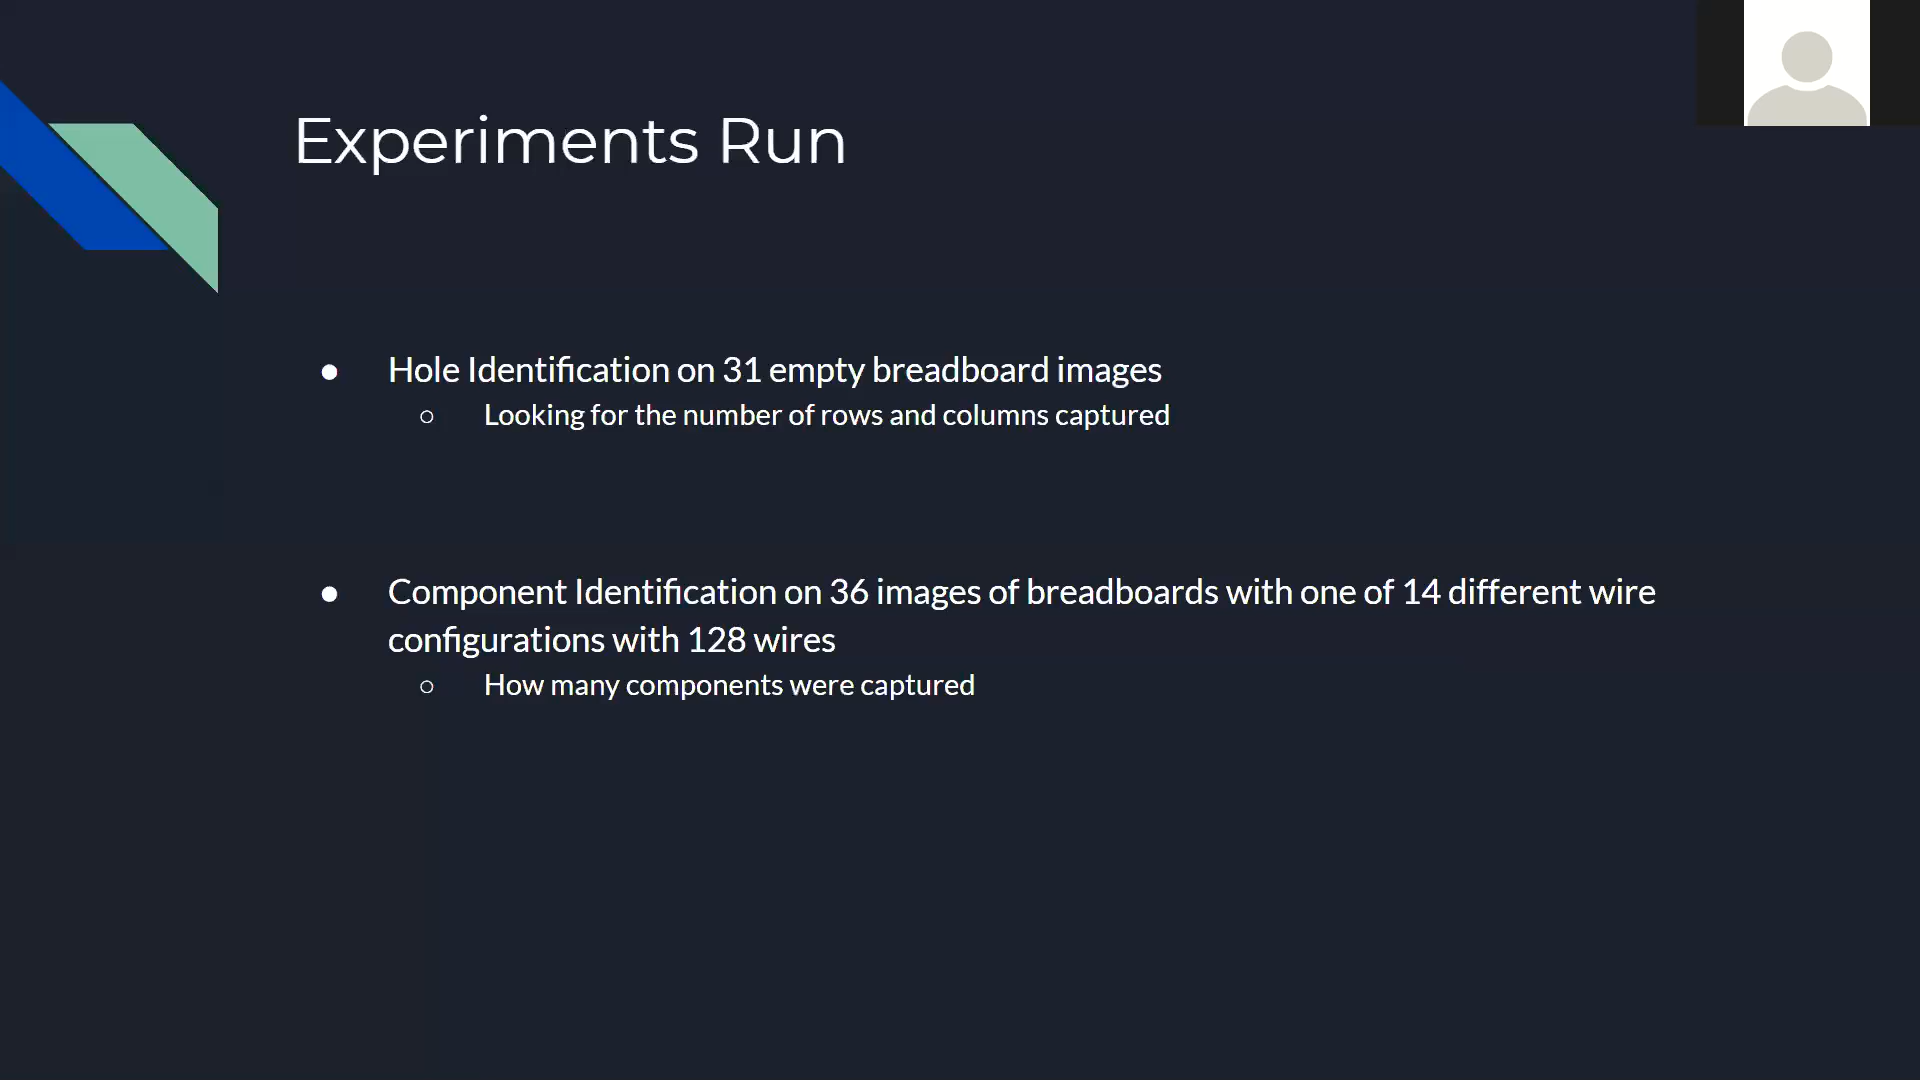 Experiments Run
● Hole Identification on 31 empty breadboard images
○ Looking for the number of rows and columns captured
● Component Identification on 36 images of breadboards with one of 14 different wire
configurations with 128 wires
○ How many components were captured